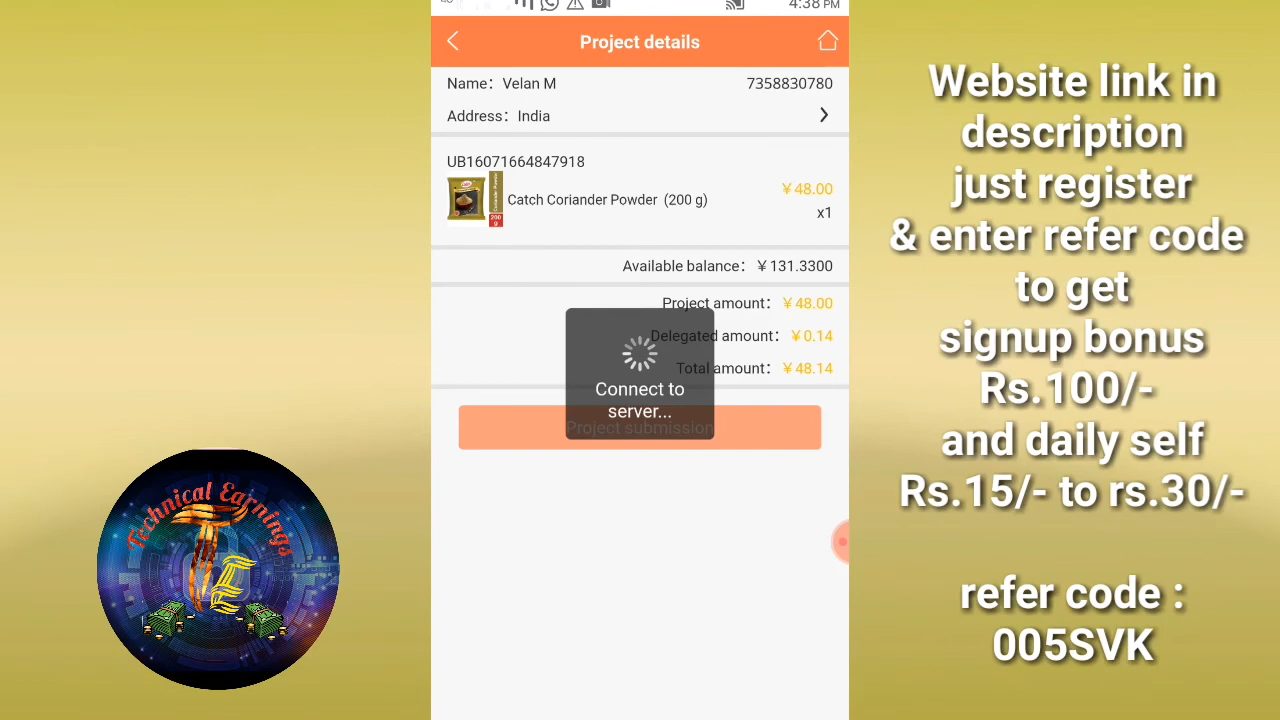 4:38 PM
Project details
Name：Velan M
7358830780
Address：India
UB16071664847918
Catch Coriander Powder (200 g)
￥48.00
x1
Available balance：￥131.3300
Project amount：￥48.00
Delegated amount：￥0.14
Total amount：￥48.14
Connect to
server...
Project submission
Website link in
description
just register
& enter refer code
to get
signup bonus
Rs.100/-
and daily self
Rs.15/- to rs.30/-
refer code :
005SVK
Technical Earnings
TE